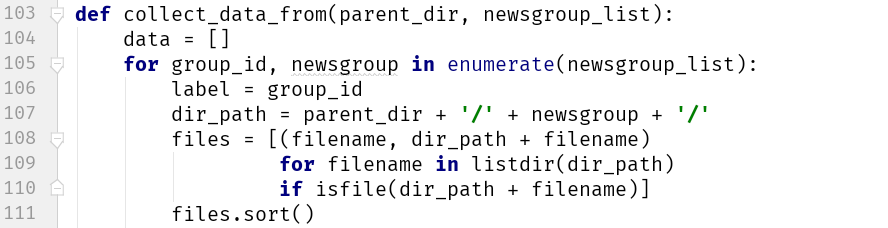 103 def collect_data_from(parent_dir, newsgroup_list):
104     data = []
105     for group_id, newsgroup in enumerate(newsgroup_list):
106         label = group_id
107         dir_path = parent_dir + '/' + newsgroup + '/'
108         files = [(filename, dir_path + filename)
109                  for filename in listdir(dir_path)
110                  if isfile(dir_path + filename)]
111         files.sort()